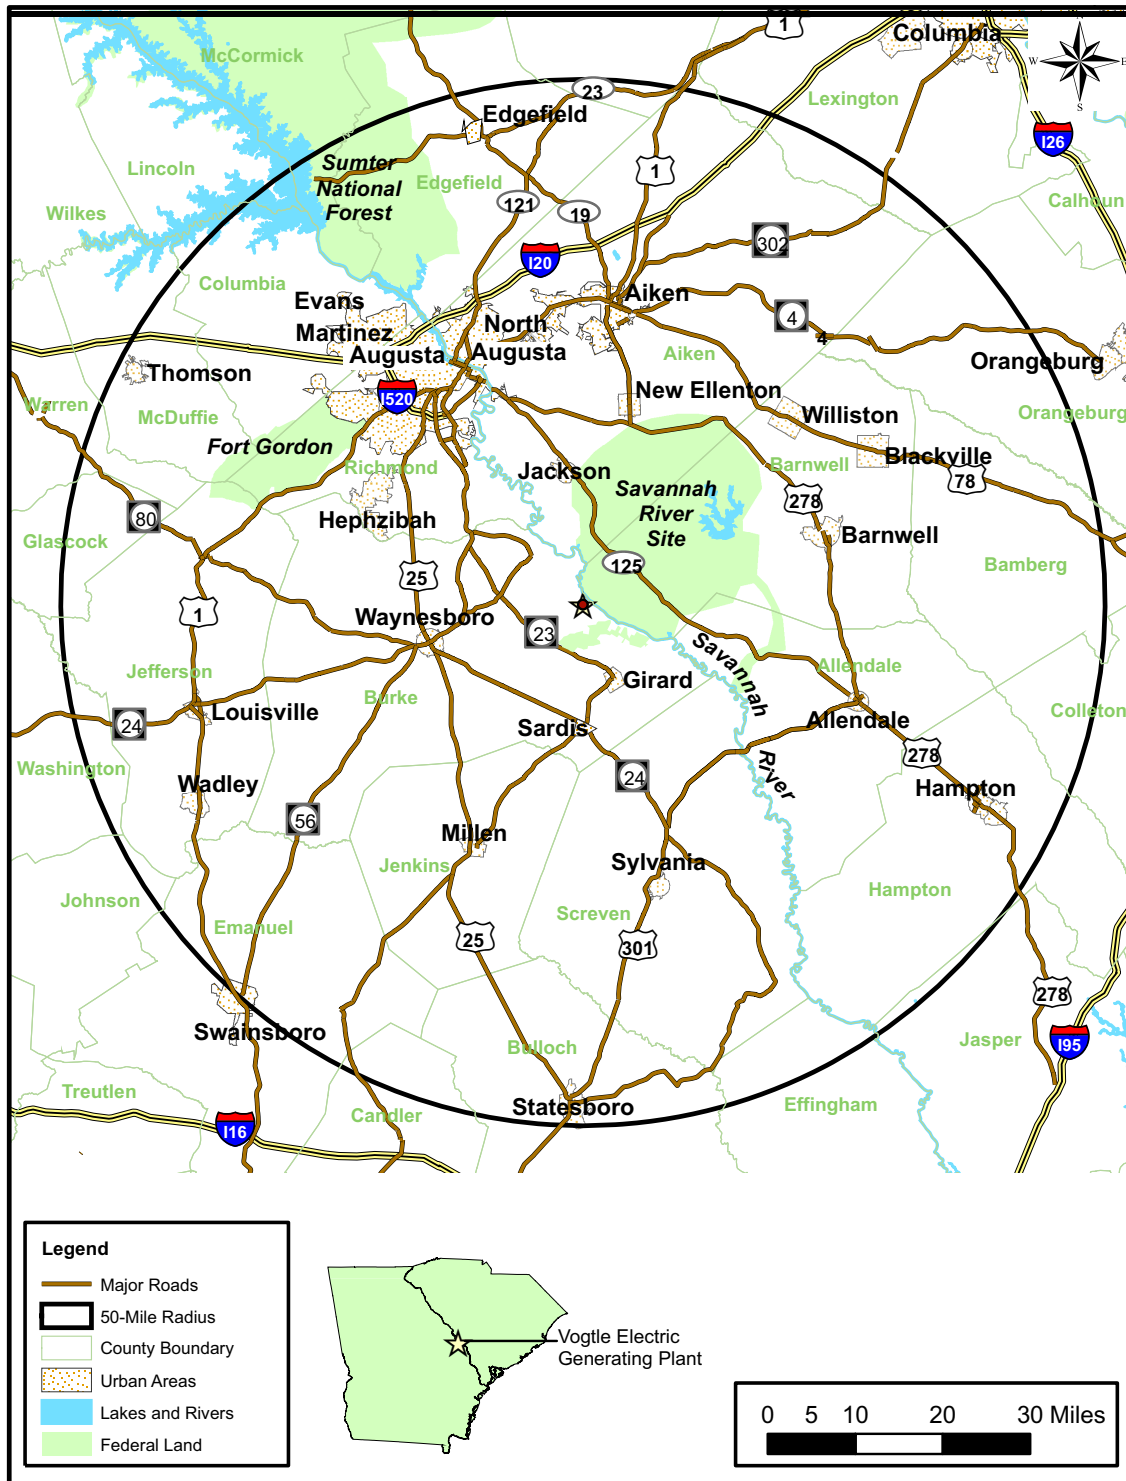 1
Columbia
N
W
E
S
McCormick
23
Lexington
Edgefield
I26
Lincoln
Sumter
National
Forest
Edgefield
1
Wilkes
121
19
Calhoun
302
I20
Columbia
Evans
Aiken
Martinez
North
Augusta
4
4
Augusta
Aiken
Orangeburg
Thomson
I520
New Ellenton
Warren
McDuffie
Williston
Orangeburg
Fort Gordon
Richmond
Jackson
Barnwell
Blackville
78
Savannah
River
Site
278
80
Hephzibah
Barnwell
Glascock
125
Bamberg
25
1
Waynesboro
23
Savannah
River
Jefferson
Girard
Allendale
Burke
Louisville
Sardis
Allendale
Colleton
24
278
Washington
24
Wadley
Hampton
56
Millen
Jenkins
Sylvania
Johnson
Emanuel
Screven
Hampton
25
301
278
Swainsboro
Bulloch
Jasper
I95
Treutlen
Candler
Statesboro
Effingham
I16
Legend
Major Roads
50-Mile Radius
County Boundary
Urban Areas
Lakes and Rivers
Federal Land
Vogtle Electric
Generating Plant
0 5 10 20 30 Miles